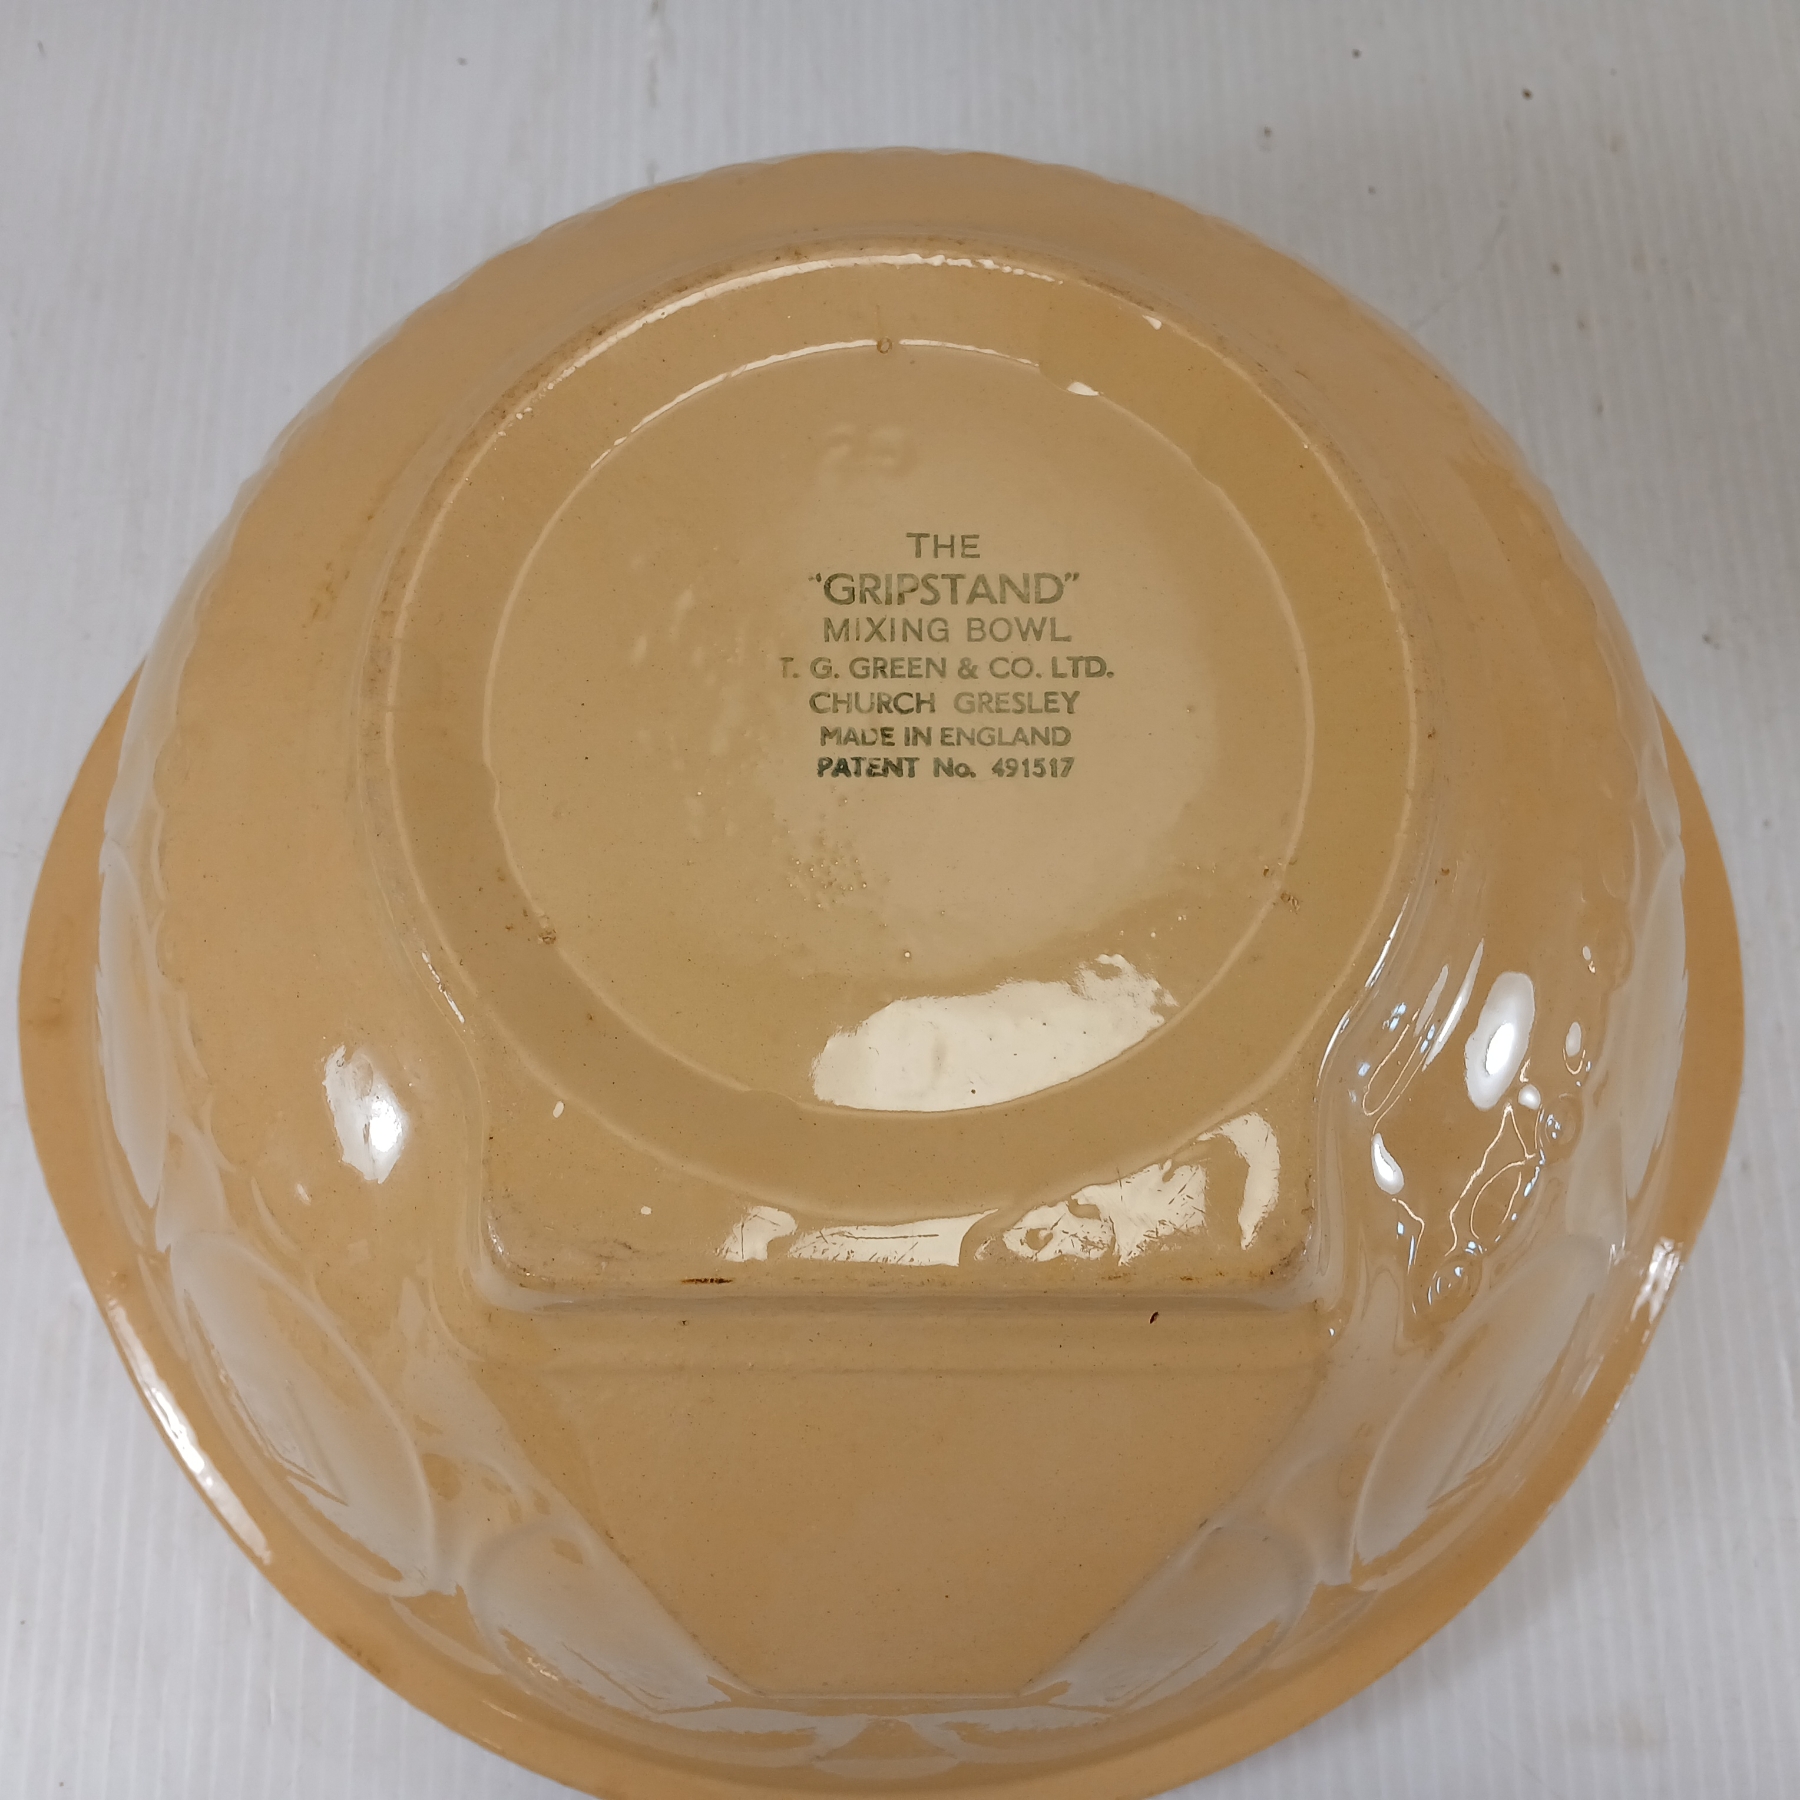 THE
"GRIPSTAND"
MIXING BOWL
T. G. GREEN & CO. LTD.
CHURCH GRESLEY
MADE IN ENGLAND
PATENT No. 491517